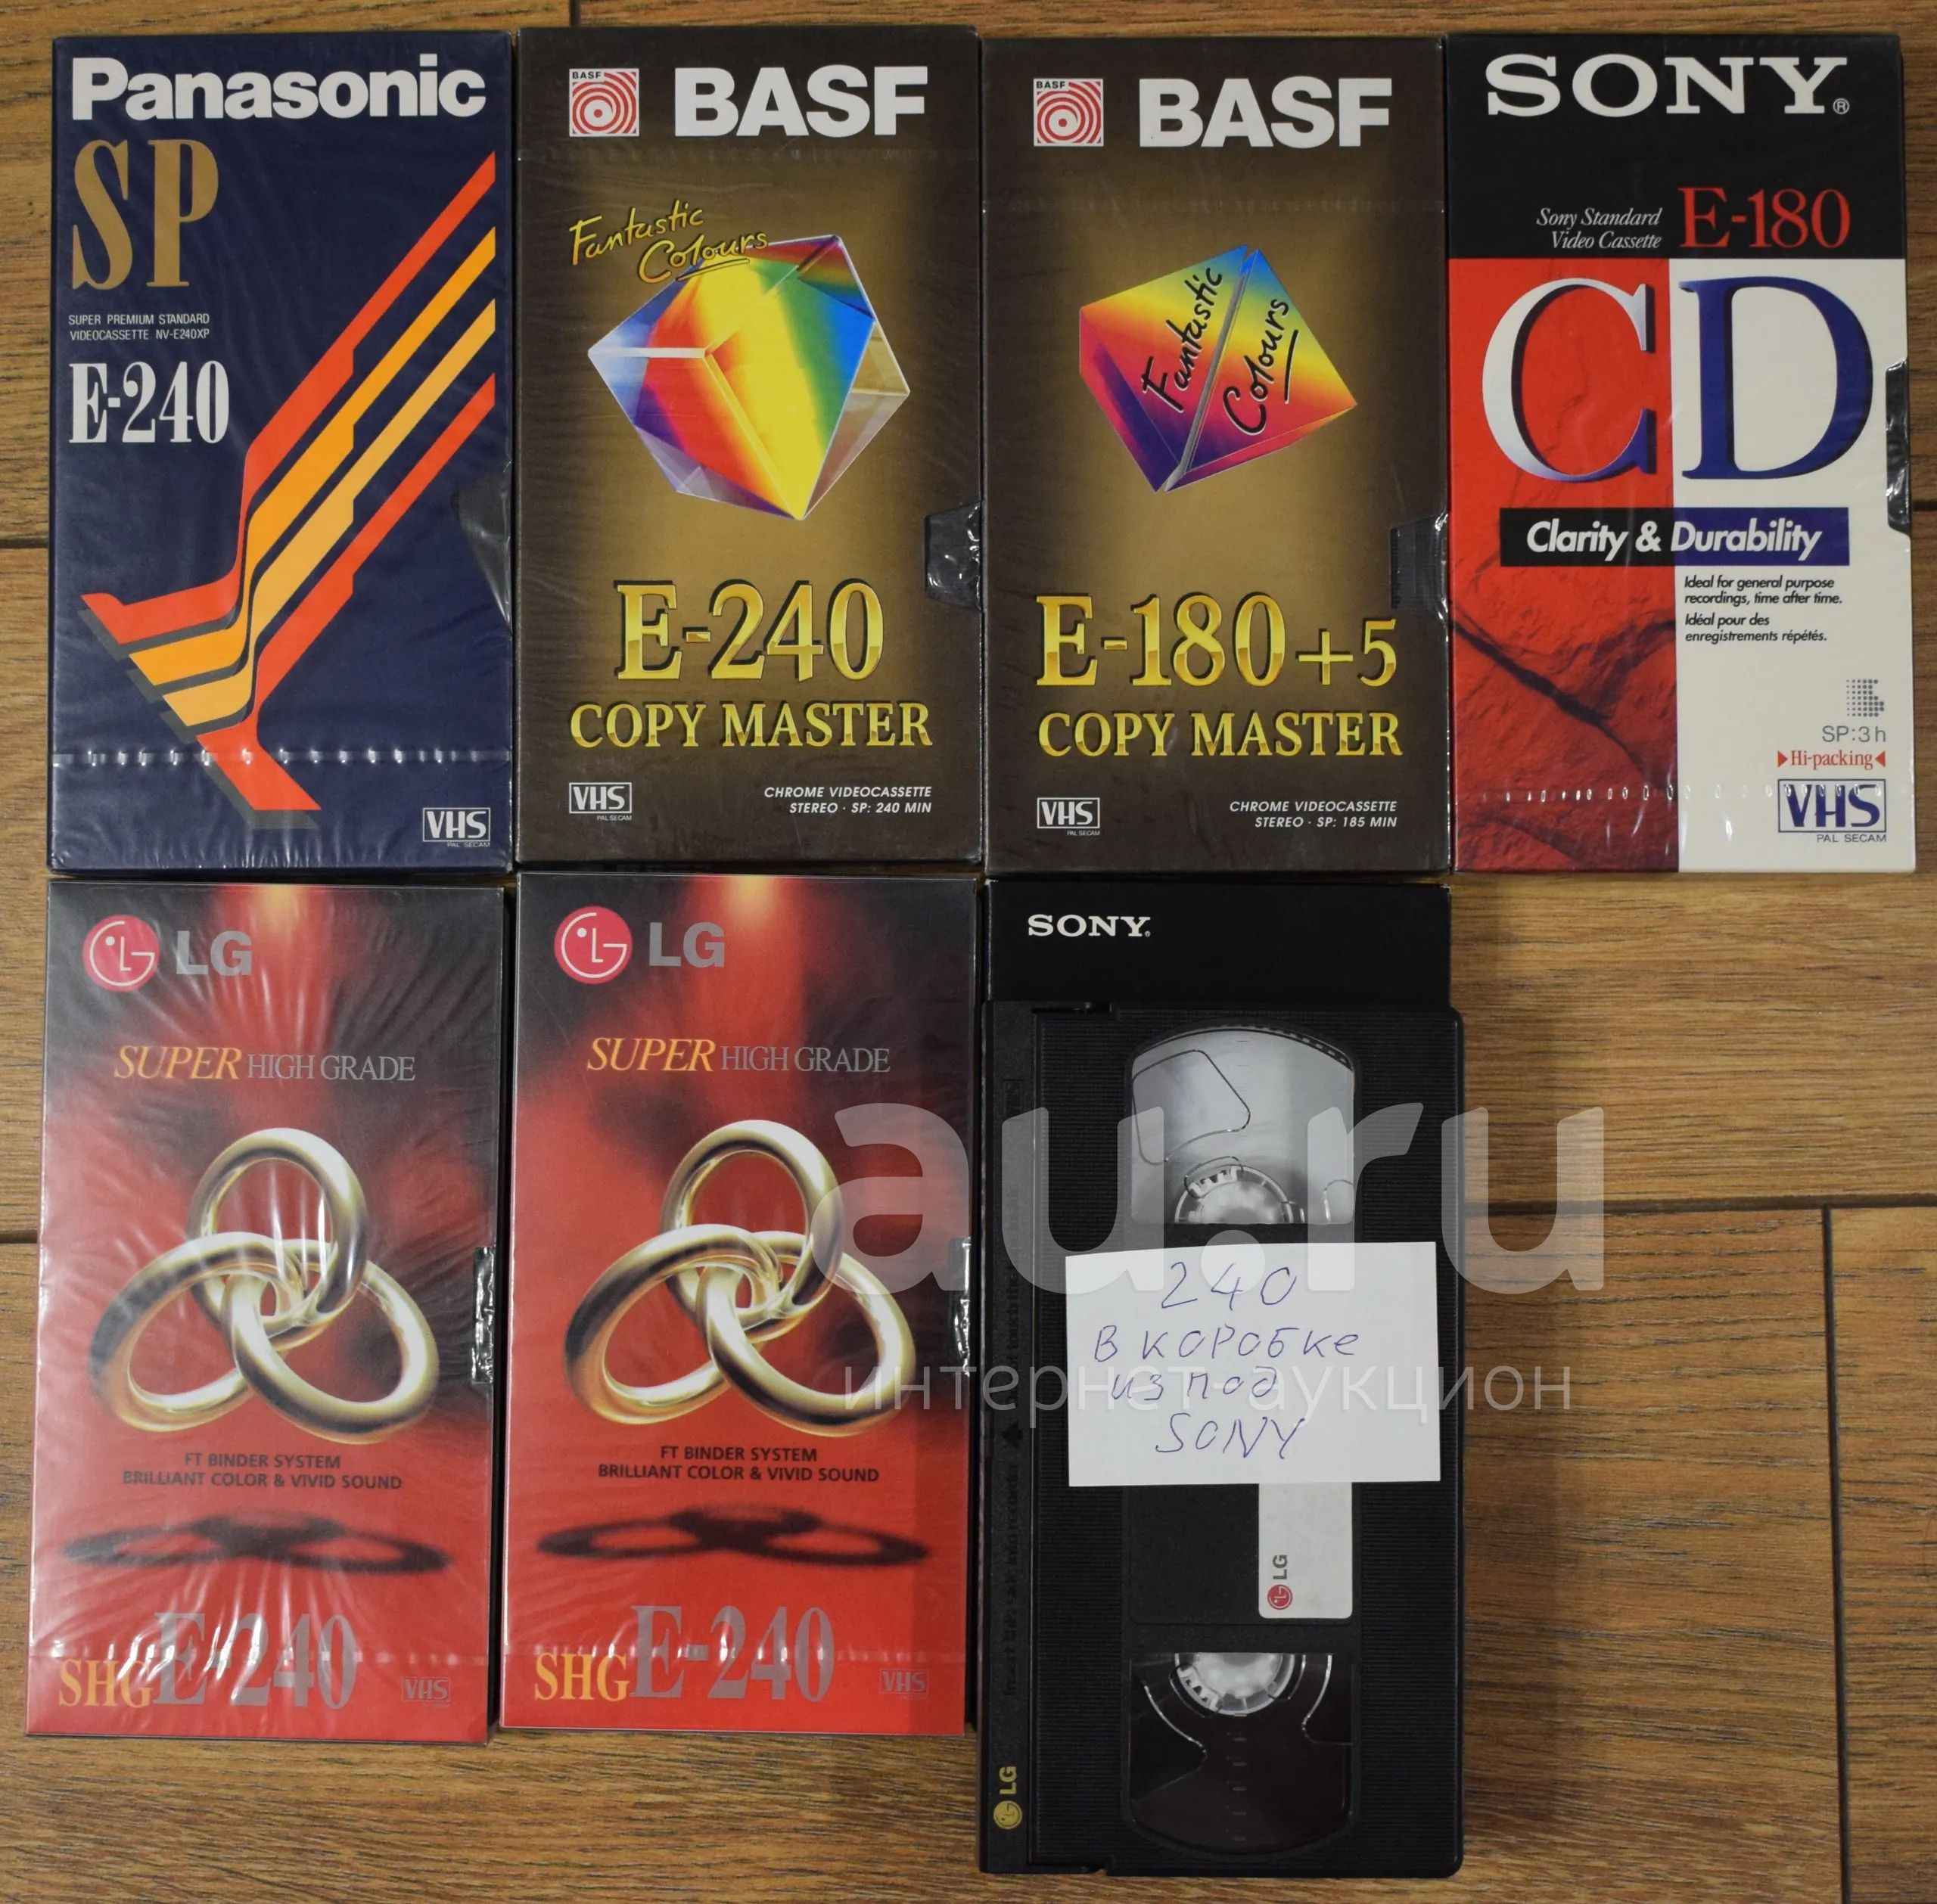 Panasonic
SP
SUPER PREMIUM STANDARD
VIDEOCASSETTE NV-E240XP
E-240
VHS
PAL SECAM
BASF
BASF
Fantastic
Colours
E-240
COPY MASTER
VHS
PAL SECAM
CHROME VIDEOCASSETTE
STEREO · SP: 240 MIN
BASF
BASF
Fantastic
Colours
E-180+5
COPY MASTER
VHS
PAL SECAM
CHROME VIDEOCASSETTE
STEREO · SP: 185 MIN
SONY®
Sony Standard
Video Cassette
E-180
CD
Clarity & Durability
Ideal for general purpose
recordings, time after time.
Idéal pour des
enregistrements répétés.
SP:3h
Hi-packing
VHS
PAL SECAM
LG
SUPER HIGH GRADE
FT BINDER SYSTEM
BRILLIANT COLOR & VIVID SOUND
SHG E-240
VHS
LG
SUPER HIGH GRADE
FT BINDER SYSTEM
BRILLIANT COLOR & VIVID SOUND
SHG E-240
VHS
SONY®
240
В КОРОБКЕ
ИЗ ПОД
SONY
LG
LG
au.ru
интернет-аукцион